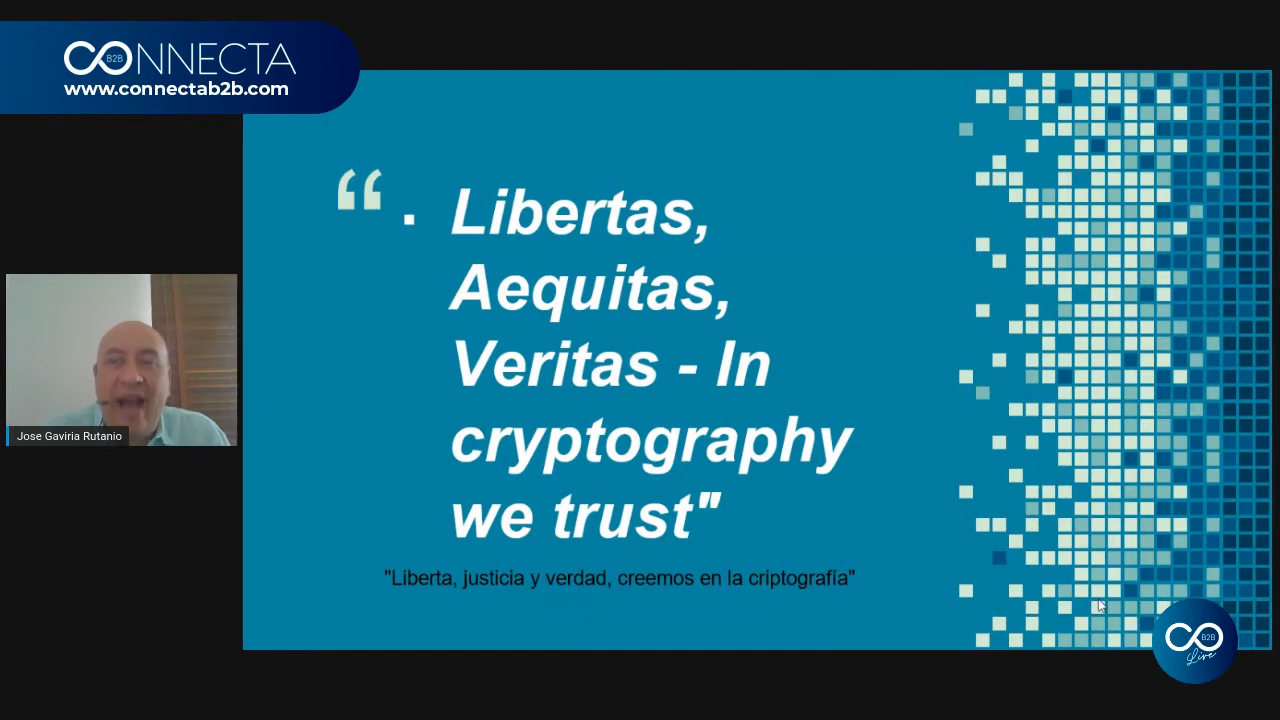 CONNECTA
B2B
www.connectab2b.com
“
▪ Libertas,
Aequitas,
Veritas - In
cryptography
we trust"
"Liberta, justicia y verdad, creemos en la criptografía"
Jose Gaviria Rutanio
CO B2B
Live